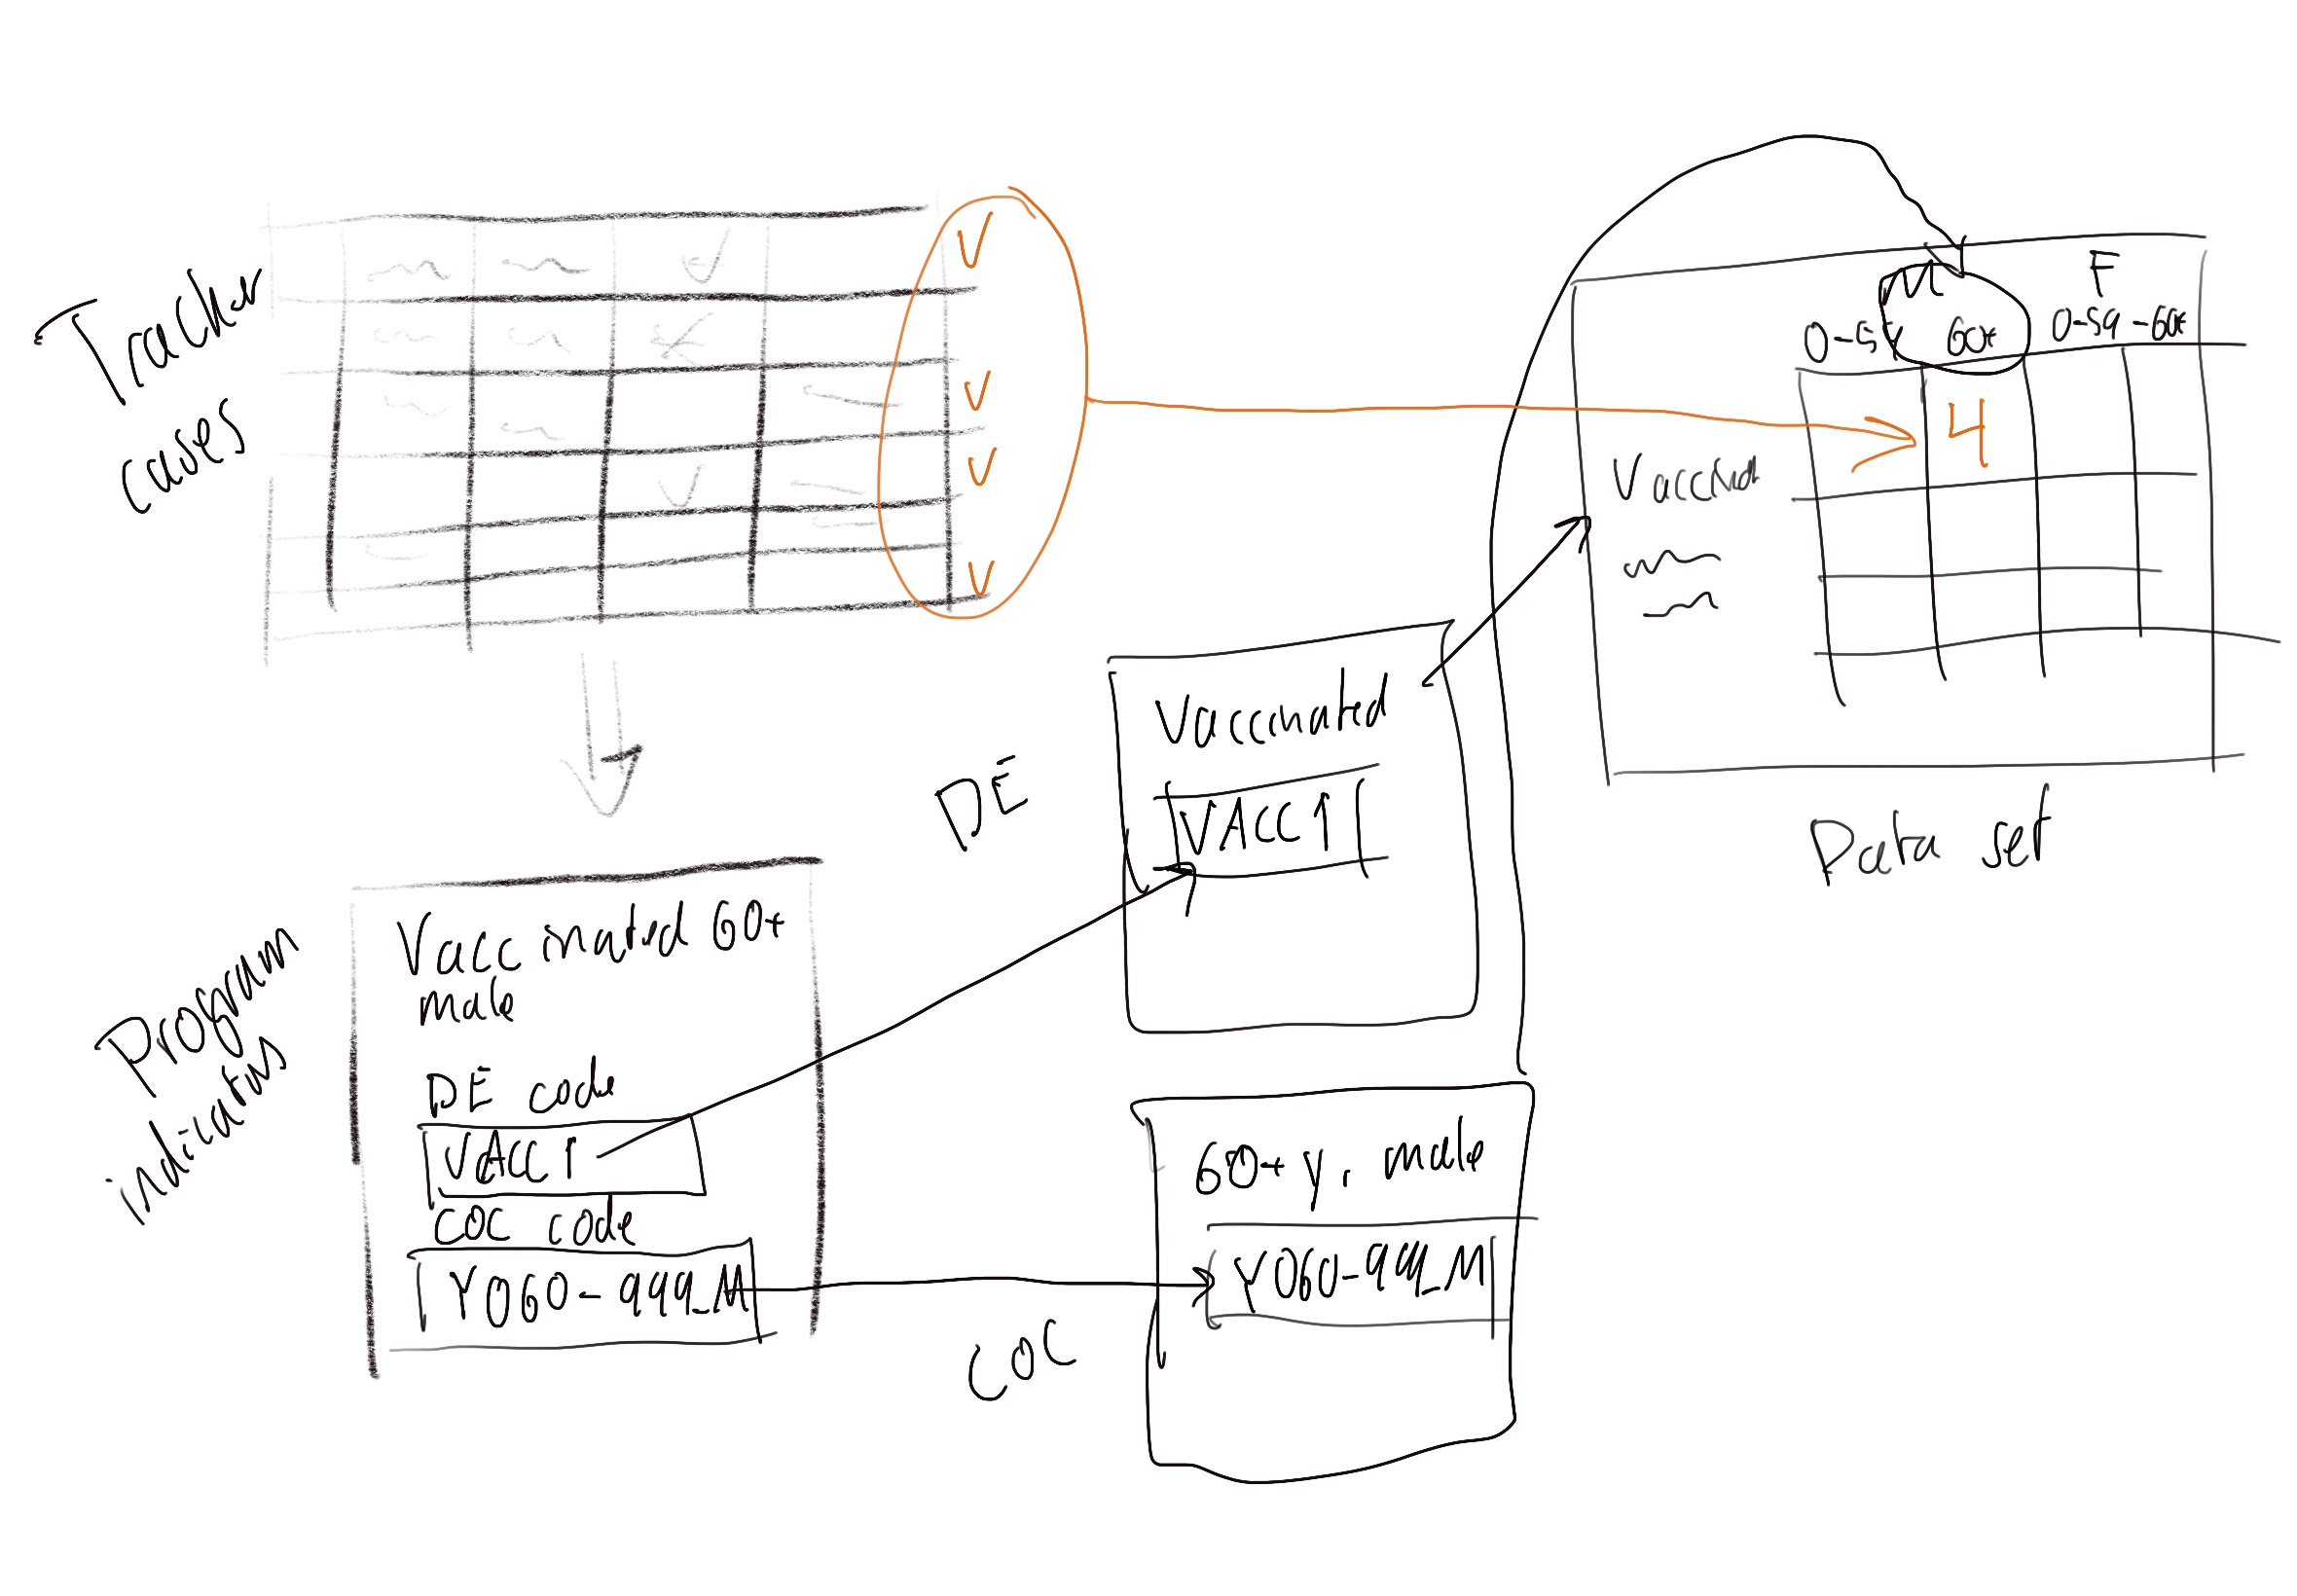 Tracker
cases
V
V
V
V
M
F
0-59
60+
0-59
-60+
4
Data set
DE
Vaccinated
VACC1
Program
indicators
Vaccinated 60+
male
DE code
VACC1
COC code
Y060-999_M
COC
60+ y. male
Y060-999_M